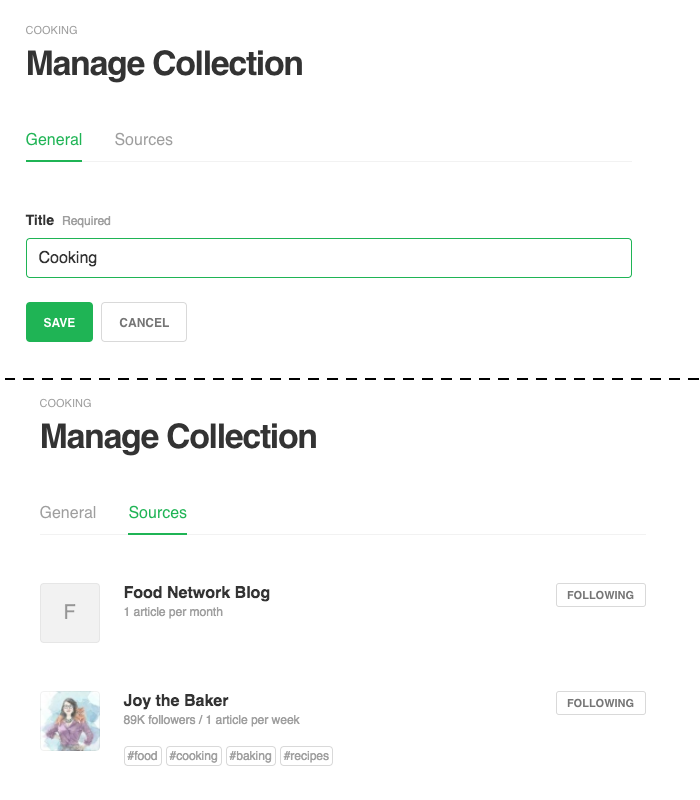 COOKING
Manage Collection
General Sources
Title Required
Cooking
SAVE CANCEL
COOKING
Manage Collection
General Sources
F
Food Network Blog
1 article per month
FOLLOWING
Joy the Baker
89K followers / 1 article per week
FOLLOWING
#food #cooking #baking #recipes